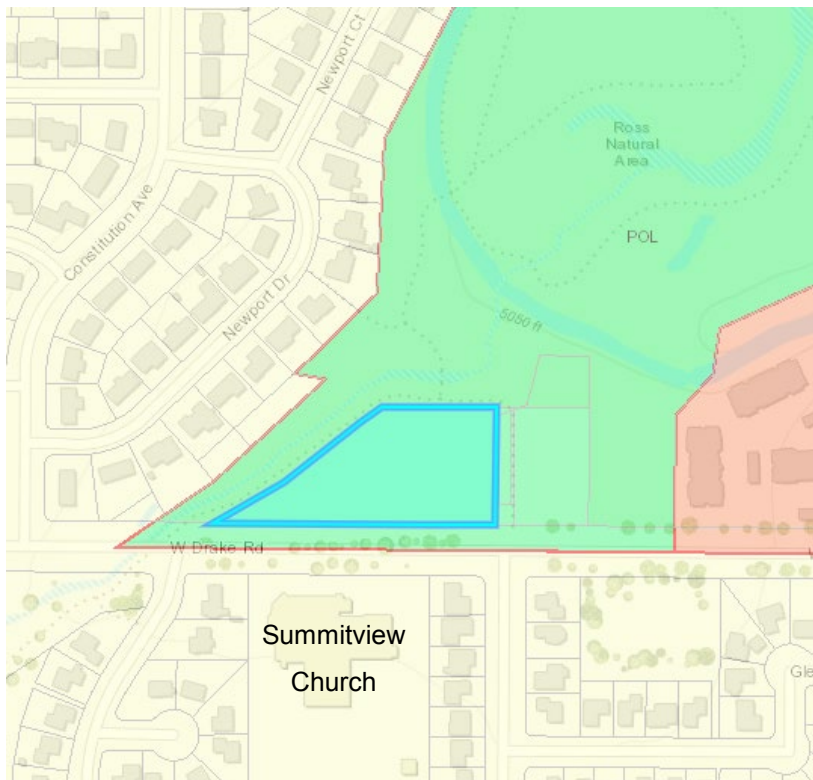 Newport Ct
Ross
Natural
Area
POL
Constitution Ave
Newport Dr
5050 ft
W Drake Rd
Summitview
Church
Gle